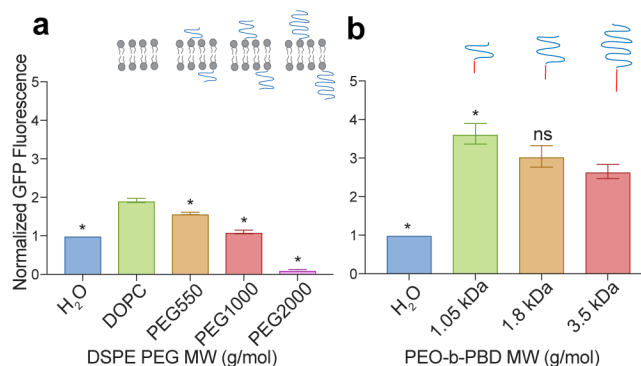 a
Normalized GFP Fluorescence
5
4
3
2
1
0
*
*
*
*
H₂O
DOPC
PEG550
PEG1000
PEG2000
DSPE PEG MW (g/mol)
b
5
4
3
2
1
0
*
*
ns
H₂O
1.05 kDa
1.8 kDa
3.5 kDa
PEO-b-PBD MW (g/mol)